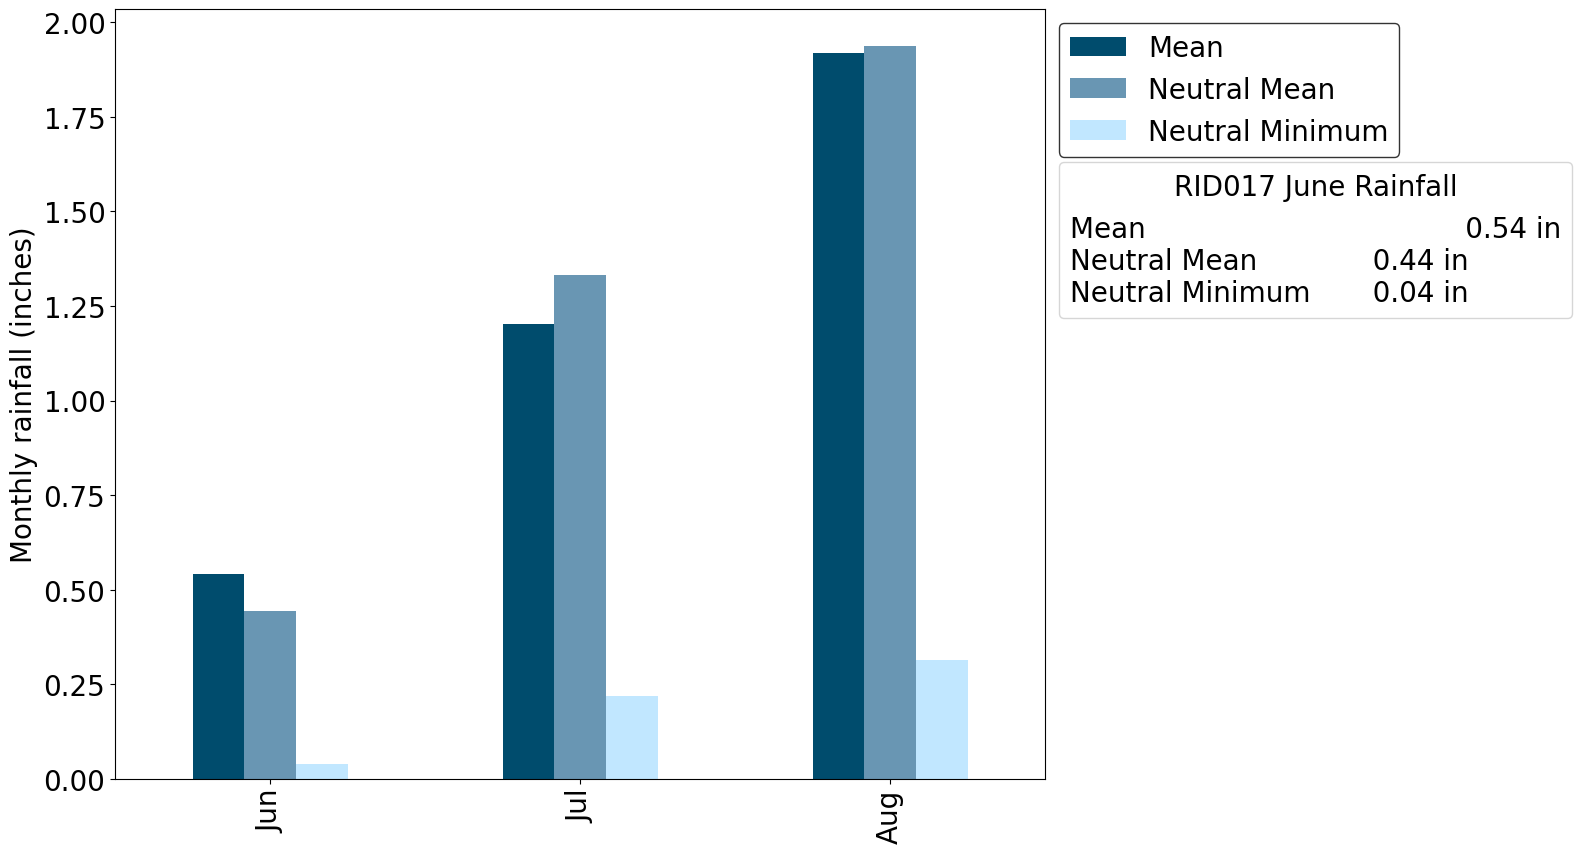 2.00
1.75
1.50
1.25
1.00
0.75
0.50
0.25
0.00
Monthly rainfall (inches)
Jun
Jul
Aug
Mean
Neutral Mean
Neutral Minimum
RID017 June Rainfall
Mean 0.54 in
Neutral Mean 0.44 in
Neutral Minimum 0.04 in